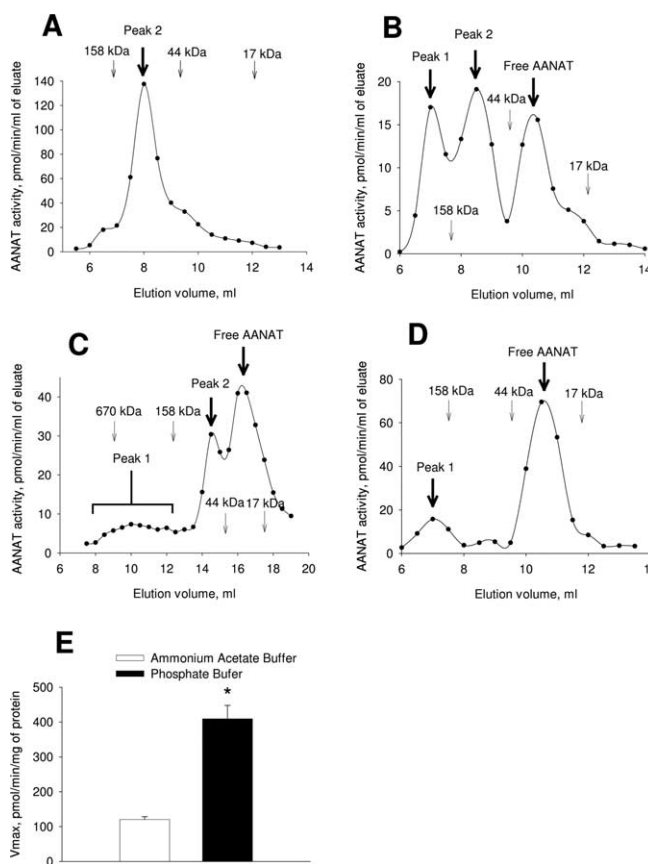 A
Peak 2
158 kDa
44 kDa
17 kDa
AANAT activity, pmol/min/ml of eluate
140
120
100
80
60
40
20
0
6
8
10
12
14
Elution volume, ml
B
Peak 1
Peak 2
Free AANAT
44 kDa
17 kDa
158 kDa
AANAT activity, pmol/min/ml of eluate
20
15
10
5
0
6
8
10
12
14
Elution volume, ml
C
Free AANAT
Peak 2
670 kDa
158 kDa
Peak 1
44 kDa
17 kDa
AANAT activity, pmol/min/ml of eluate
40
30
20
10
0
6
8
10
12
14
16
18
20
Elution volume, ml
D
Free AANAT
158 kDa
44 kDa
17 kDa
Peak 1
AANAT activity, pmol/min/ml of eluate
80
60
40
20
0
6
8
10
12
14
Elution volume, ml
E
Ammonium Acetate Buffer
Phosphate Bufer
*
Vmax, pmol/min/mg of protein
500
400
300
200
100
0